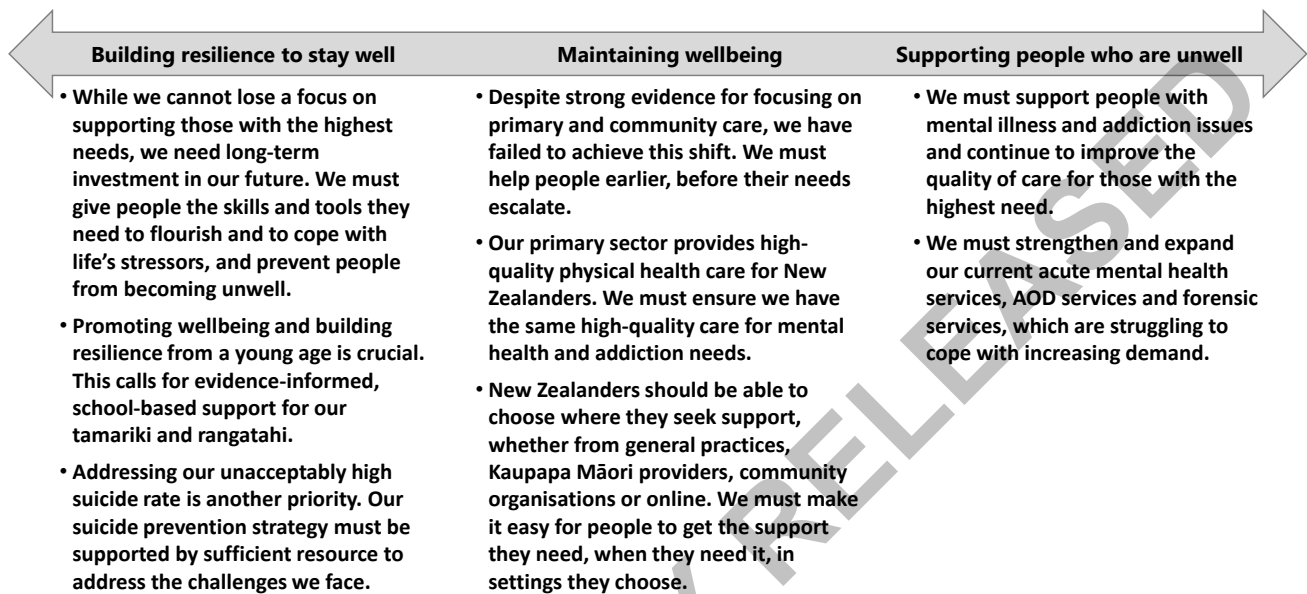 Building resilience to stay well
Maintaining wellbeing
Supporting people who are unwell
• While we cannot lose a focus on
supporting those with the highest
needs, we need long-term
investment in our future. We must
give people the skills and tools they
need to flourish and to cope with
life's stressors, and prevent people
from becoming unwell.
• Promoting wellbeing and building
resilience from a young age is crucial.
This calls for evidence-informed,
school-based support for our
tamariki and rangatahi.
• Addressing our unacceptably high
suicide rate is another priority. Our
suicide prevention strategy must be
supported by sufficient resource to
address the challenges we face.
• Despite strong evidence for focusing on
primary and community care, we have
failed to achieve this shift. We must
help people earlier, before their needs
escalate.
• Our primary sector provides high-
quality physical health care for New
Zealanders. We must ensure we have
the same high-quality care for mental
health and addiction needs.
• New Zealanders should be able to
choose where they seek support,
whether from general practices,
Kaupapa Māori providers, community
organisations or online. We must make
it easy for people to get the support
they need, when they need it, in
settings they choose.
• We must support people with
mental illness and addiction issues
and continue to improve the
quality of care for those with the
highest need.
• We must strengthen and expand
our current acute mental health
services, AOD services and forensic
services, which are struggling to
cope with increasing demand.
RELEASED